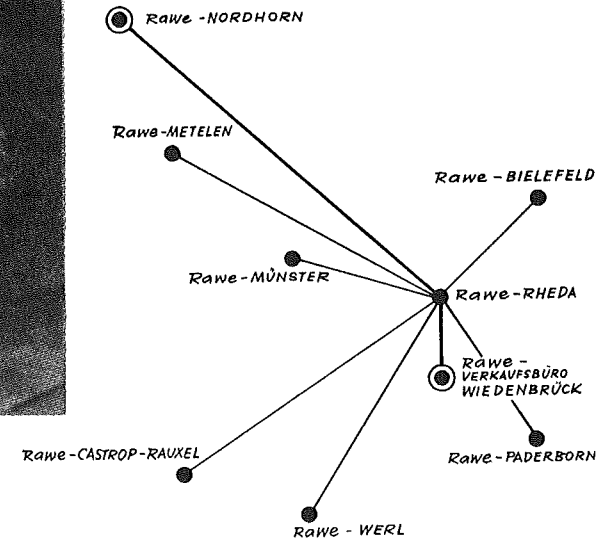 Rawe - NORDHORN
Rawe-METELEN
Rawe - BIELEFELD
Rawe-MÜNSTER
Rawe-RHEDA
Rawe -
VERKAUFSBÜRO
WIEDENBRÜCK
Rawe-CASTROP-RAUXEL
Rawe-PADERBORN
Rawe - WERL